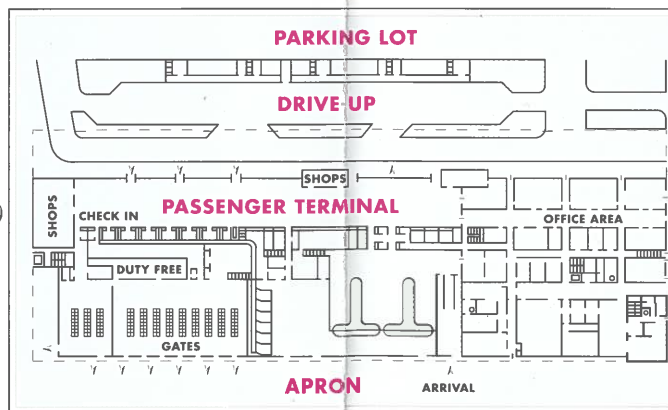 PARKING LOT
DRIVE-UP
SHOPS
SHOPS
CHECK IN
PASSENGER TERMINAL
OFFICE AREA
DUTY FREE
GATES
APRON
ARRIVAL